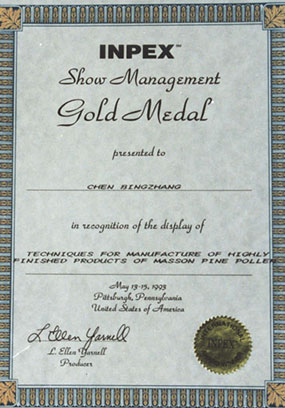 INPEX™
Show Management
Gold Medal
presented to
CHEN BINGZHANG
in recognition of the display of
TECHNIQUES FOR MANUFACTURE OF HIGHLY
FINISHED PRODUCTS OF MASSON PINE POLLEN
May 13-15, 1993
Pittsburgh, Pennsylvania
United States of America
L. Ellen Yarnell
L. Ellen Yarnell
Producer
INPEX